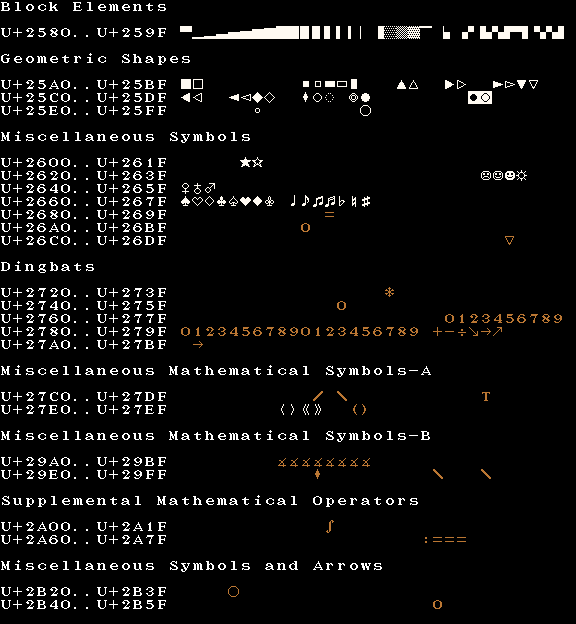 Block Elements
U+2580..U+259F ▀▁▂▃▄▅▆▇█▉▊▋▌▍▎▏▐░▒▓▔▕▖▗▘▙▚▛▜▝▞▟
Geometric Shapes
U+25A0..U+25BF ■□ ▪▫▬▭▮ ▲△ ▶▷ ►▻▼▽
U+25C0..U+25DF ◀◁ ◄◅◆◇ ⬧○◌ ◎● ◘◙
U+25E0..U+25FF ◦ ◯
Miscellaneous Symbols
U+2600..U+261F ★☆
U+2620..U+263F ☹☺☻☼
U+2640..U+265F ♀♁♂
U+2660..U+267F ♠♡♢♣♤♥♦♧ ♩♪♫♬♭♮♯
U+2680..U+269F =
U+26A0..U+26BF O
U+26C0..U+26DF ▽
Dingbats
U+2720..U+273F ✻
U+2740..U+275F O
U+2760..U+277F 0123456789
U+2780..U+279F 01234567890123456789 +−÷↘→↗
U+27A0..U+27BF →
Miscellaneous Mathematical Symbols-A
U+27C0..U+27DF ⟋ ⟍ T
U+27E0..U+27EF ⟨⟩⟪⟫ ()
Miscellaneous Mathematical Symbols-B
U+29A0..U+29BF ⦨⦨⦨⦨⦨⦨⦨⦨
U+29E0..U+29FF ⧫ \ \
Supplemental Mathematical Operators
U+2A00..U+2A1F ∫
U+2A60..U+2A7F :===
Miscellaneous Symbols and Arrows
U+2B20..U+2B3F ○
U+2B40..U+2B5F O